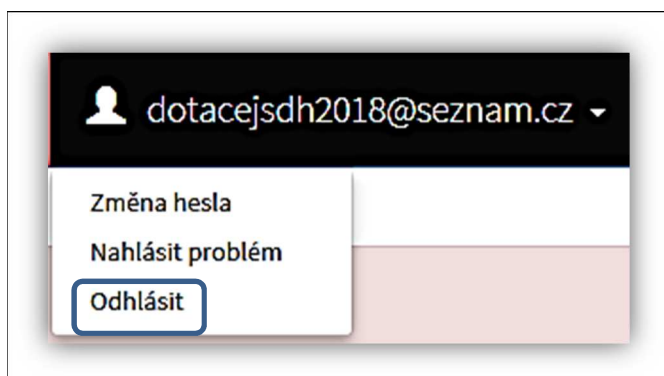 dotacejsdh2018@seznam.cz
Změna hesla
Nahlásit problém
Odhlásit